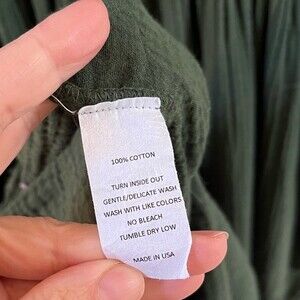 100% COTTON
TURN INSIDE OUT
GENTLE/DELICATE WASH
WASH WITH LIKE COLORS
NO BLEACH
TUMBLE DRY LOW
MADE IN USA